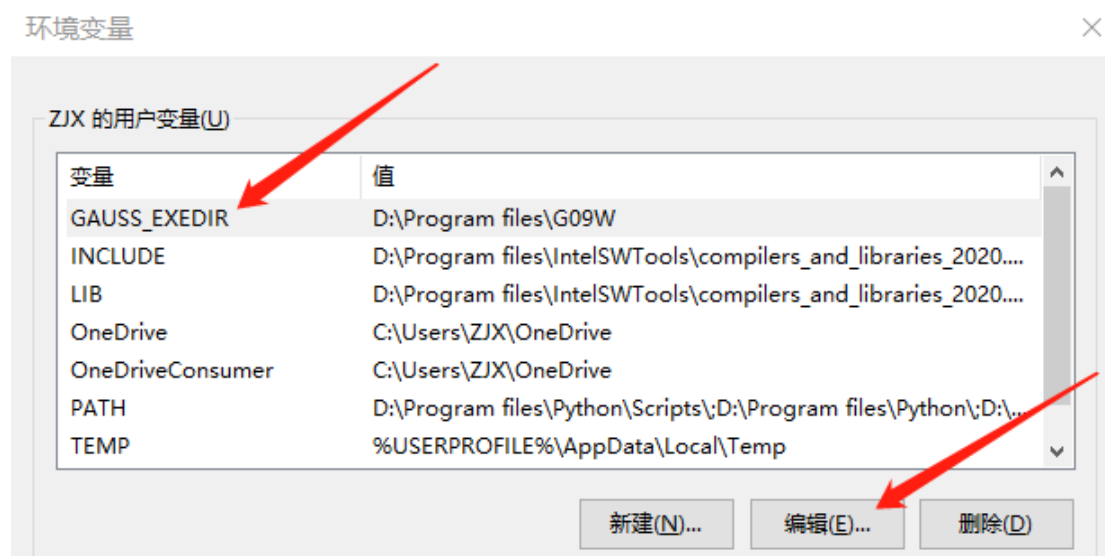 环境变量
ZJX 的用户变量(U)
变量 值
GAUSS_EXEDIR D:\Program files\G09W
INCLUDE D:\Program files\IntelSWTools\compilers_and_libraries_2020....
LIB D:\Program files\IntelSWTools\compilers_and_libraries_2020....
OneDrive C:\Users\ZJX\OneDrive
OneDriveConsumer C:\Users\ZJX\OneDrive
PATH D:\Program files\Python\Scripts\;D:\Program files\Python\;D:\...
TEMP %USERPROFILE%\AppData\Local\Temp
新建(N)... 编辑(E)... 删除(D)